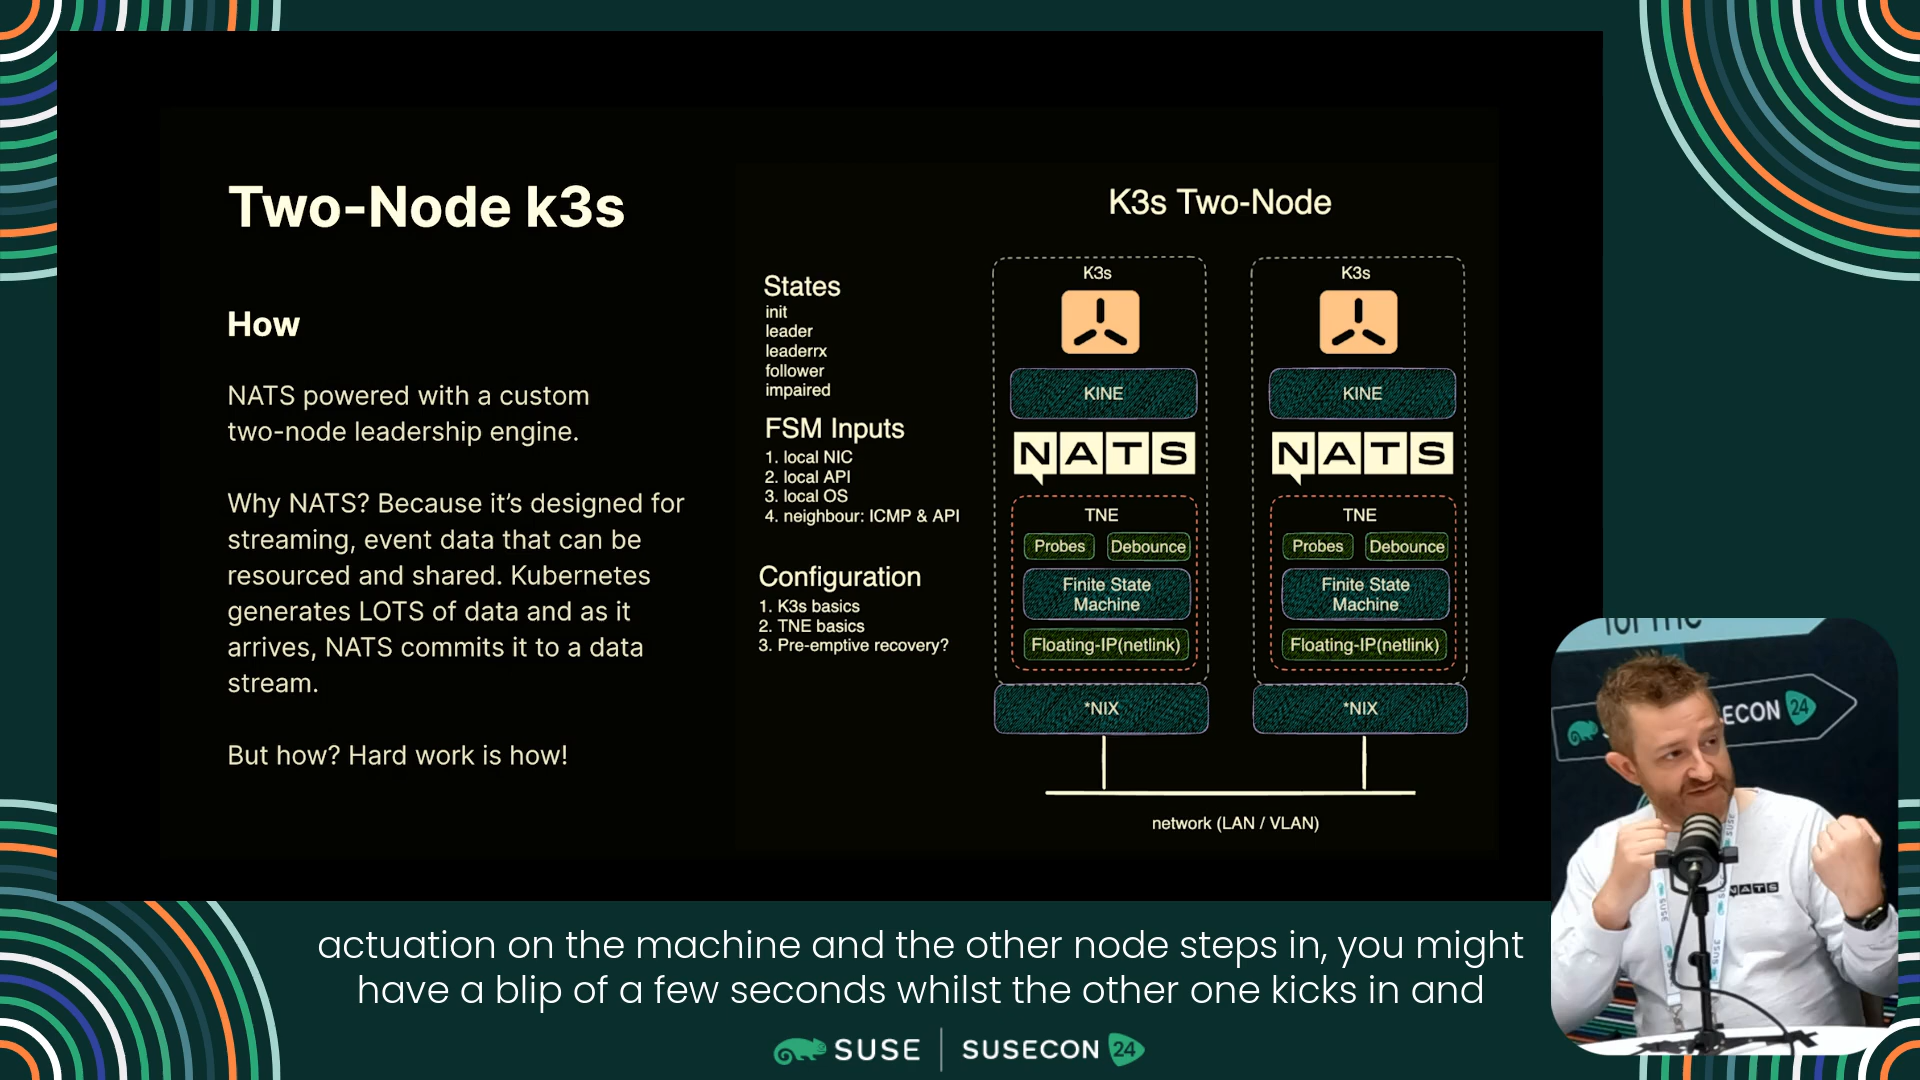 Two-Node k3s
How
NATS powered with a custom
two-node leadership engine.
Why NATS? Because it’s designed for
streaming, event data that can be
resourced and shared. Kubernetes
generates LOTS of data and as it
arrives, NATS commits it to a data
stream.
But how? Hard work is how!
K3s Two-Node
States
init
leader
leaderrx
follower
impaired
FSM Inputs
1. local NIC
2. local API
3. local OS
4. neighbour: ICMP & API
Configuration
1. K3s basics
2. TNE basics
3. Pre-emptive recovery?
K3s
KINE
NATS
TNE
Probes Debounce
Finite State
Machine
Floating-IP(netlink)
*NIX
K3s
KINE
NATS
TNE
Probes Debounce
Finite State
Machine
Floating-IP(netlink)
*NIX
network (LAN / VLAN)
for the
ECON 24
NATS
SUSE
SUSE
actuation on the machine and the other node steps in, you might
have a blip of a few seconds whilst the other one kicks in and
SUSE | SUSECON 24